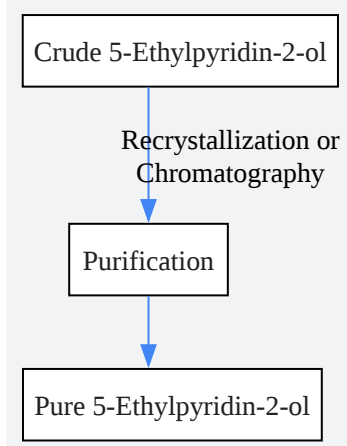 Crude 5-Ethylpyridin-2-ol
Recrystallization or
Chromatography
Purification
Pure 5-Ethylpyridin-2-ol